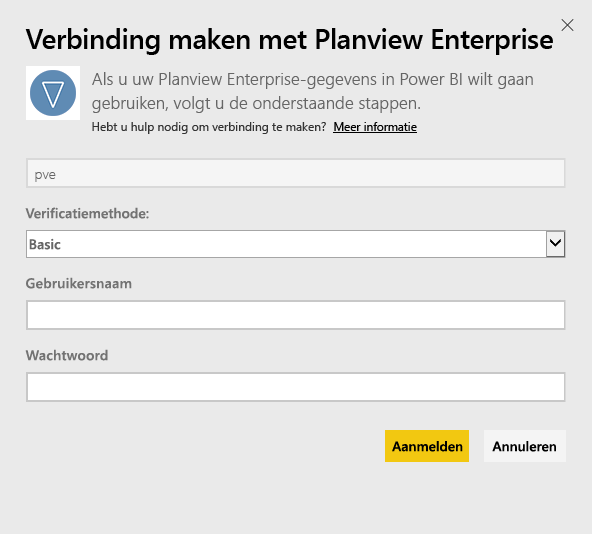 Verbinding maken met Planview Enterprise
Als u uw Planview Enterprise-gegevens in Power BI wilt gaan
gebruiken, volgt u de onderstaande stappen.
Hebt u hulp nodig om verbinding te maken? Meer informatie
pve
Verificatiemethode:
Basic
Gebruikersnaam
Wachtwoord
Aanmelden Annuleren